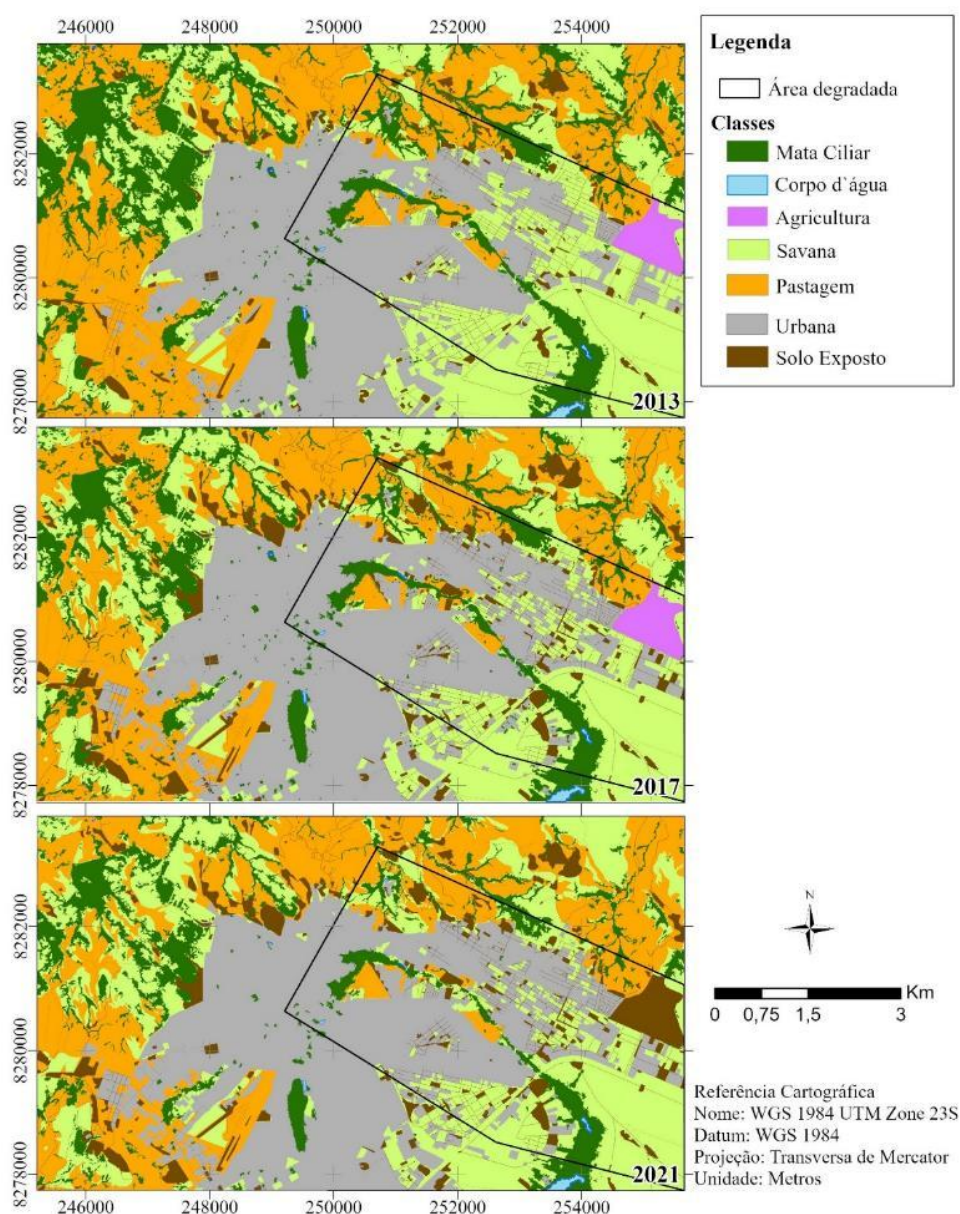 246000 248000 250000 252000 254000
8282000
8280000
8278000
2013
8282000
8280000
8278000
2017
8282000
8280000
8278000
2021
246000 248000 250000 252000 254000
Legenda
Área degradada
Classes
Mata Ciliar
Corpo d`água
Agricultura
Savana
Pastagem
Urbana
Solo Exposto
N
Km
0 0,75 1,5 3
Referência Cartográfica
Nome: WGS 1984 UTM Zone 23S
Datum: WGS 1984
Projeção: Transversa de Mercator
Unidade: Metros